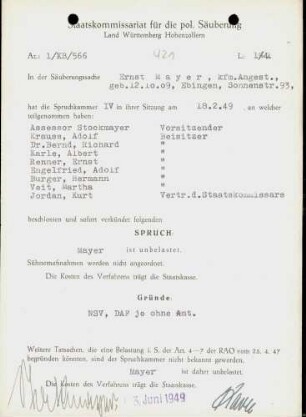 Staatskommissariat für die pol. Säuberung
Land Württemberg Hohenzollern
Az.: 1/KB/566
In der Säuberungssache Ernst Mayer, kfm.Angest.,
geb.12.10.09, Ebingen, Sonnenstr.93,
hat die Spruchkammer IV in ihrer Sitzung am 18.2.49 an welcher
teilgenommen haben:
Assessor Stockmayer Vorsitzender
Krauss, Adolf Beisitzer
Dr.Bernd, Richard "
Karle, Albert "
Renner, Ernst "
Engelfried, Adolf "
Burger, Hermann "
Veit, Martha "
Jordan, Kurt Vertr.d.Staatskommissars
beschlossen und sofort verkündet folgenden
SPRUCH
Mayer ist unbelastet.
Sühnemaßnahmen werden nicht angeordnet.
Die Kosten des Verfahrens trägt die Staatskasse.
Gründe:
NSV, DAF je ohne Amt.
Weitere Tatsachen, die eine Belastung i. S. der Art. 4-7 der RAO vom 25. 4. 47
begründen könnten, sind der Spruchkammer nicht bekannt geworden.
Mayer ist daher unbelastet.
Die Kosten des Verfahrens trägt die Staatskasse.
3. Juni 1949